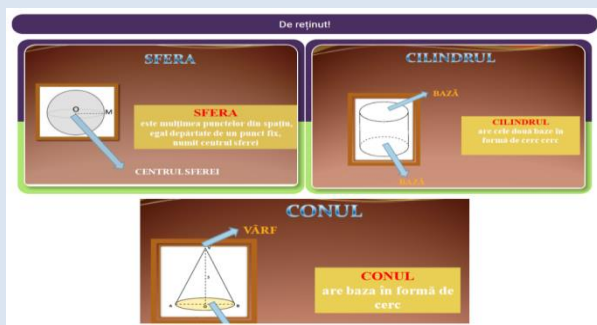 De reținut!
SFERA
O
M
SFERA
este mulțimea punctelor din spațiu,
egal depărtate de un punct fix,
numit centrul sferei
CENTRUL SFEREI
CILINDRUL
BAZĂ
CILINDRUL
are cele două baze în
formă de cerc cerc
BAZĂ
CONUL
VÂRF
CONUL
are baza în formă de
cerc